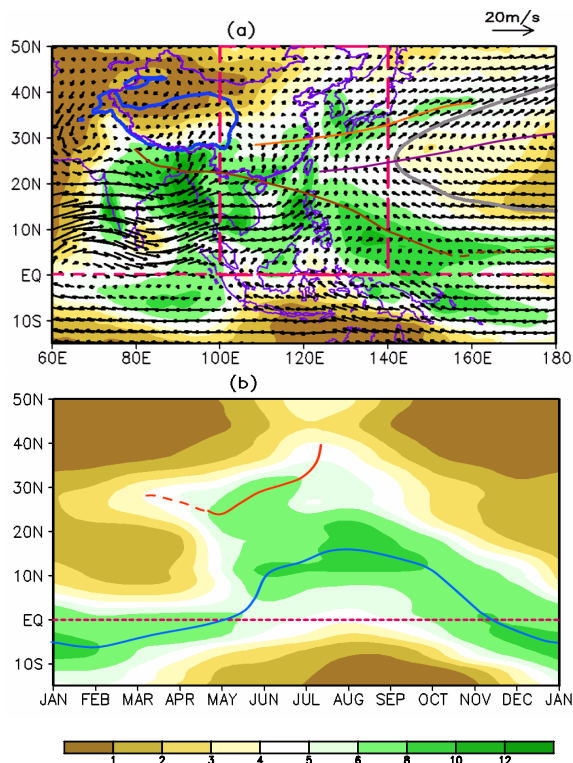 (a)
20m/s
50N
40N
30N
20N
10N
EQ
10S
60E 80E 100E 120E 140E 160E 180
(b)
50N
40N
30N
20N
10N
EQ
10S
JAN FEB MAR APR MAY JUN JUL AUG SEP OCT NOV DEC JAN
1 2 3 4 5 6 8 10 12